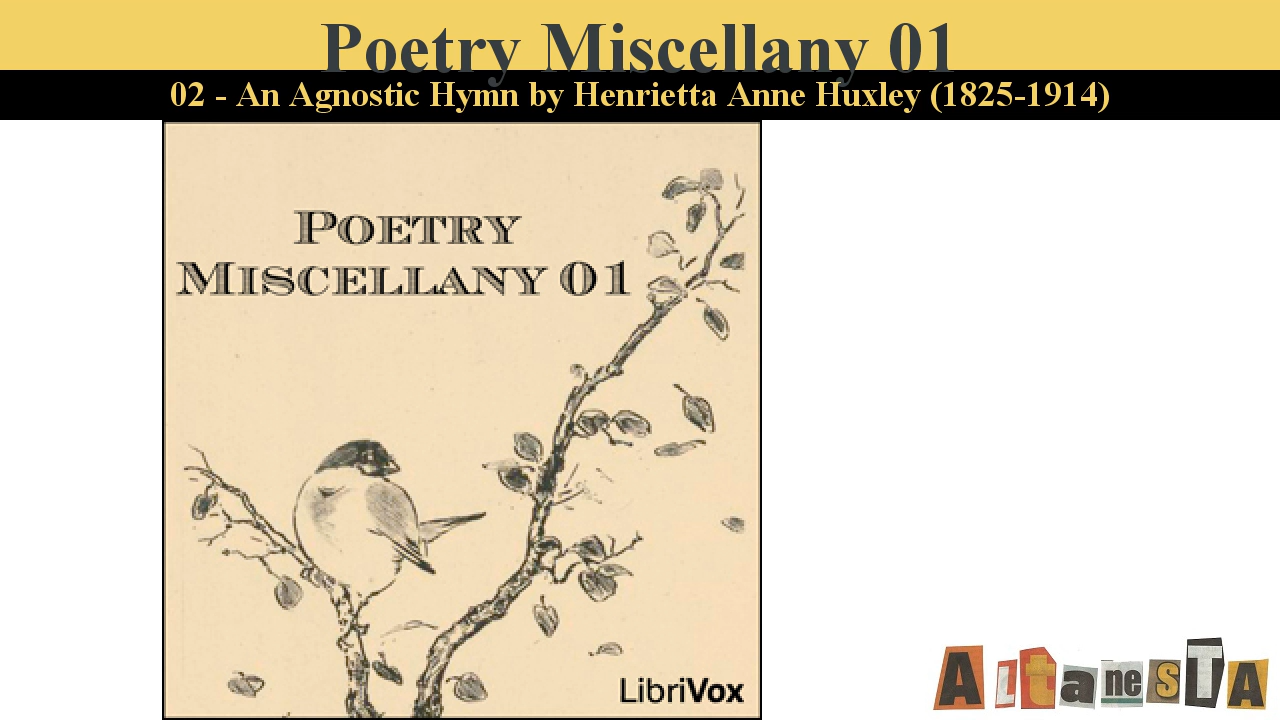 Poetry Miscellany 01
02 - An Agnostic Hymn by Henrietta Anne Huxley (1825-1914)
POETRY
MISCELLANY 01
LibriVox
AltanesTA